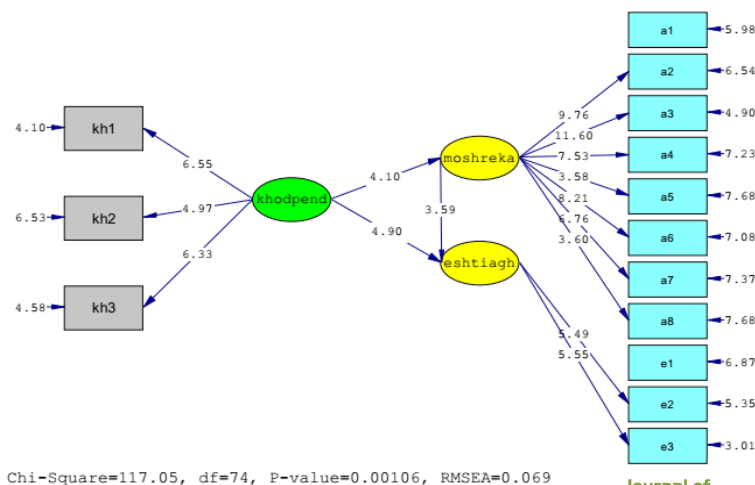 a1
5.98
a2
6.54
9.76
a3
4.90
11.60
4.10
kh1
a4
7.23
7.53
6.55
4.10
moshreka
3.58
a5
7.68
khodpend
8.21
6.53
kh2
4.97
3.59
6.76
a6
7.08
4.90
3.60
6.33
eshtiagh
a7
7.37
4.58
kh3
a8
7.68
5.49
5.55
e1
6.87
e2
5.35
e3
3.01
Chi-Square=117.05, df=74, P-value=0.00106, RMSEA=0.069
Journal of